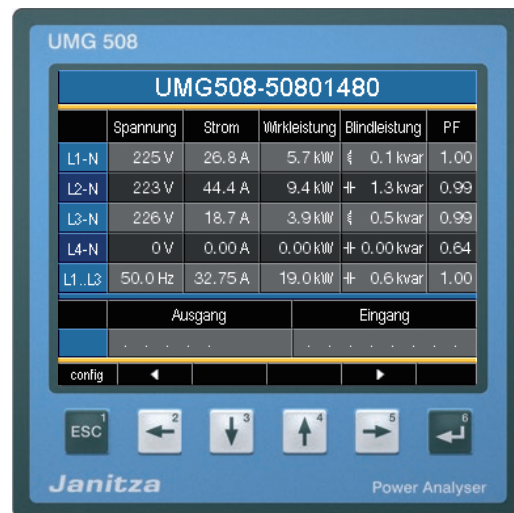 UMG 508
UMG508-50801480
Spannung Strom Wirkleistung Blindleistung PF
L1-N 225 V 26.8 A 5.7 kW 0.1 kvar 1.00
L2-N 223 V 44.4 A 9.4 kW 1.3 kvar 0.99
L3-N 226 V 18.7 A 3.9 kW 0.5 kvar 0.99
L4-N 0 V 0.00 A 0.00 kW 0.00 kvar 0.64
L1..L3 50.0 Hz 32.75 A 19.0 kW 0.6 kvar 1.00
Ausgang Eingang
config
ESC 1 2 3 4 5 6
Janitza Power Analyser